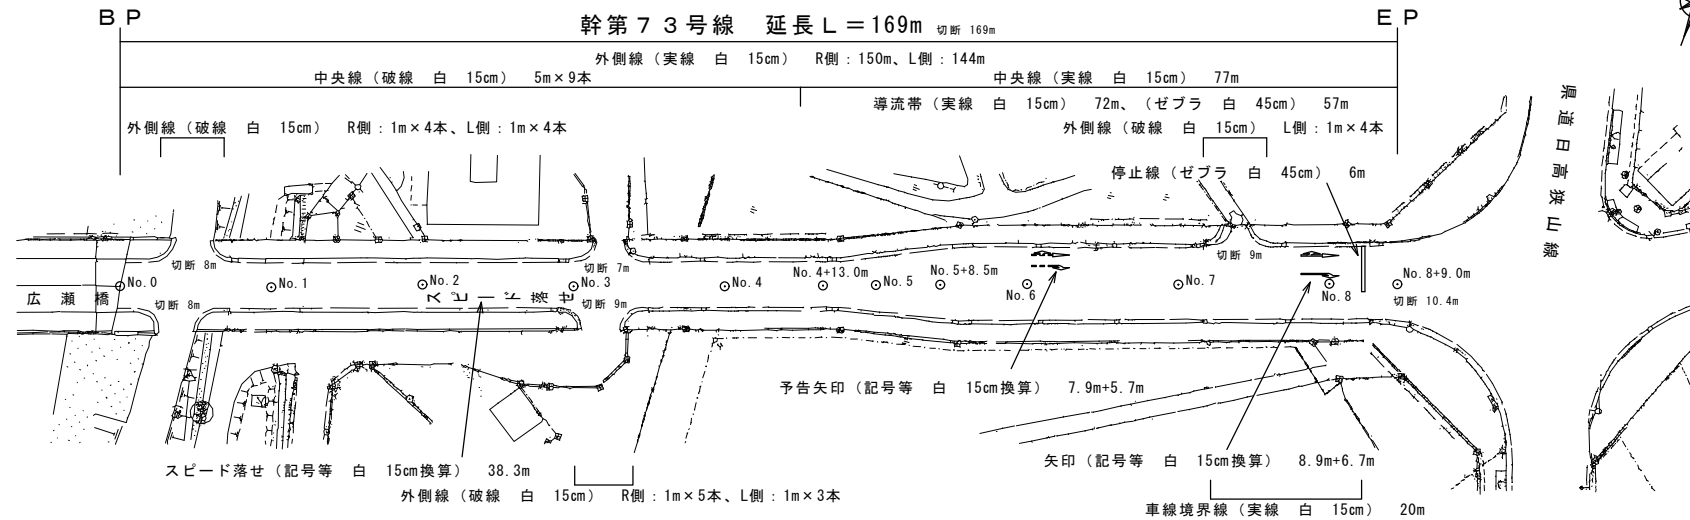 ＢＰ
ＥＰ
幹第７３号線　延長Ｌ＝169m 切断 169m
外側線（実線　白　15㎝）　R側：150m、L側：144m
中央線（破線　白　15㎝）　5m×9本
中央線（実線　白　15㎝）　77m
導流帯（実線　白　15㎝）　72m、（ゼブラ　白　45㎝）　57m
外側線（破線　白　15㎝）　R側：1m×4本、L側：1m×4本
外側線（破線　白　15㎝）　L側：1m×4本
停止線（ゼブラ　白　45㎝）　6m
県道日高狭山線
切断 8m
切断 7m
切断 9m
No.0
No.1
No.2
No.3
No.4
No.4+13.0m
No.5
No.5+8.5m
No.6
No.7
No.8
No.8+9.0m
広瀬橋
切断 8m
スピード落せ
切断 9m
切断 10.4m
予告矢印（記号等　白　15㎝換算）　7.9m+5.7m
矢印（記号等　白　15㎝換算）　8.9m+6.7m
スピード落せ（記号等　白　15㎝換算）　38.3m
外側線（破線　白　15㎝）　R側：1m×5本、L側：1m×3本
車線境界線（実線　白　15㎝）　20m